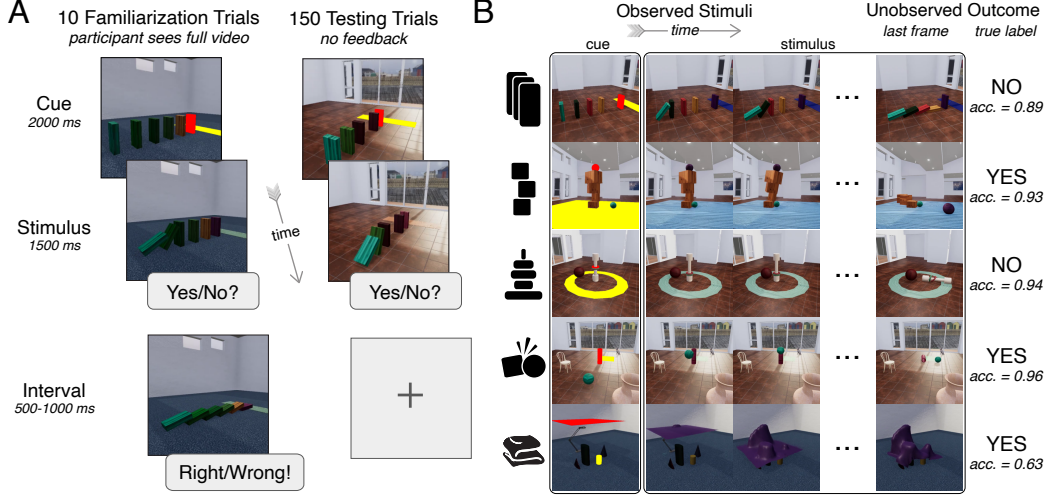 A
10 Familiarization Trials
participant sees full video
150 Testing Trials
no feedback
Cue
2000 ms
Stimulus
1500 ms
time
Yes/No?
Yes/No?
Interval
500-1000 ms
Right/Wrong!
B
Observed Stimuli
time
cue
stimulus
Unobserved Outcome
last frame
true label
...
NO
acc. = 0.89
...
YES
acc. = 0.93
...
NO
acc. = 0.94
...
YES
acc. = 0.96
...
YES
acc. = 0.63